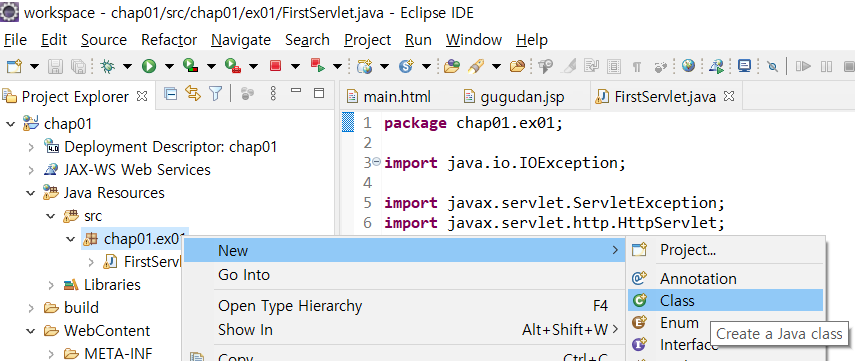 workspace - chap01/src/chap01/ex01/FirstServlet.java - Eclipse IDE
File Edit Source Refactor Navigate Search Project Run Window Help
Project Explorer
main.html gugudan.jsp FirstServlet.java
chap01
Deployment Descriptor: chap01
JAX-WS Web Services
Java Resources
src
chap01.ex01
FirstServl
Libraries
build
WebContent
META-INF
1 package chap01.ex01;
2
3 import java.io.IOException;
4
5 import javax.servlet.ServletException;
6 import javax.servlet.http.HttpServlet;
New >
Go Into
Open Type Hierarchy F4
Show In Alt+Shift+W >
Copy Ctrl+C
Project...
Annotation
Class
Enum
Interface
Create a Java class